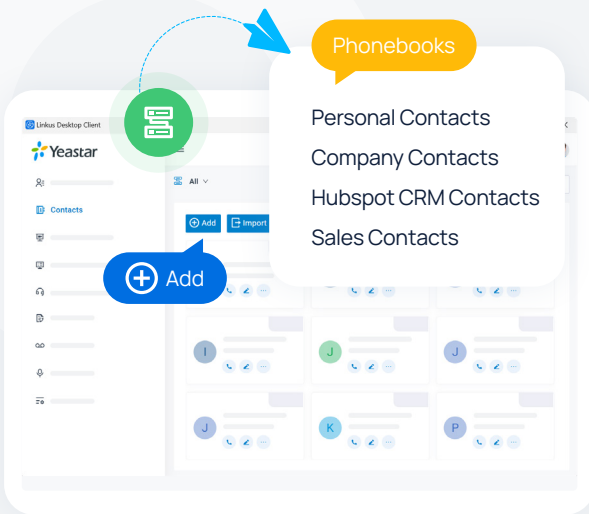 Phonebooks
Personal Contacts
Company Contacts
Hubspot CRM Contacts
Sales Contacts
Linkus Desktop Client
Yeastar
All
Contacts
Add
Import
Add
I
J
J
J
K
P